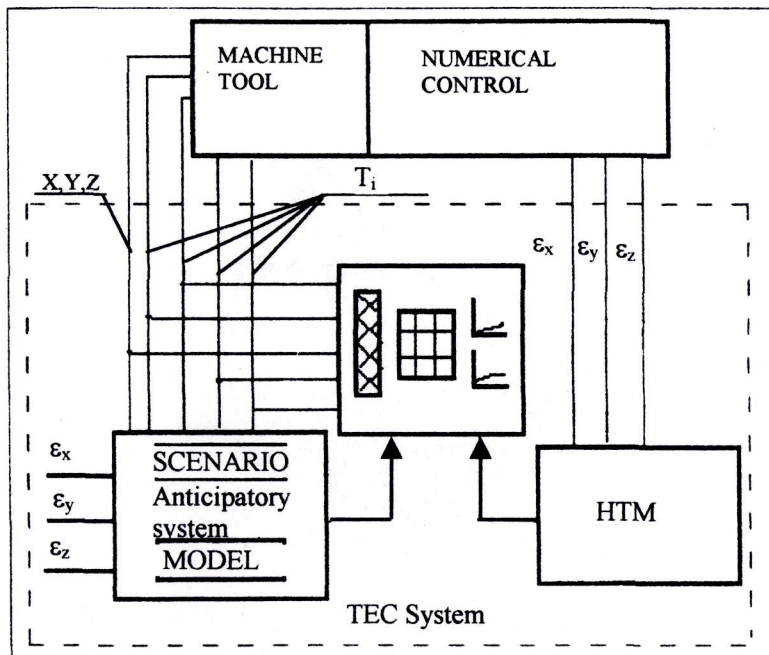 MACHINE
TOOL
NUMERICAL
CONTROL
X,Y,Z
Ti
εx
εy
εz
εx
εy
εz
SCENARIO
Anticipatory
system
MODEL
HTM
TEC System